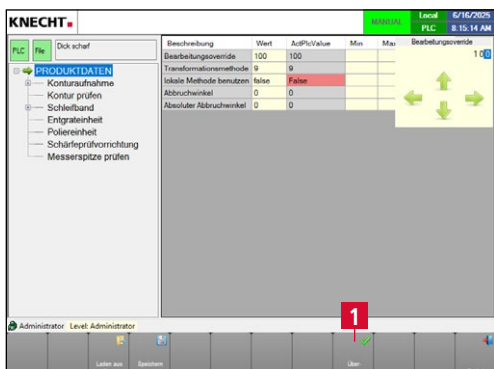 KNECHT
MANUAL
Local
6/16/2025
PLC
8:15:14 AM
PLC
File
Dick scharf
PRODUKTDATEN
Konturaufnahme
Kontur prüfen
Schleifband
Entgrateinheit
Poliereinheit
Schärfeprüfvorrichtung
Messerspitze prüfen
Beschreibung Wert ActPlcValue Min Max
Bearbeitungsoverride 100 100
Transformationsmethode 9 9
lokale Methode benutzen false False
Abbruchwinkel 0 0
Absoluter Abbruchwinkel 0 0
Bearbeitungsoverride
100
Administrator Level: Administrator
1
Laden aus
Speichern
Über